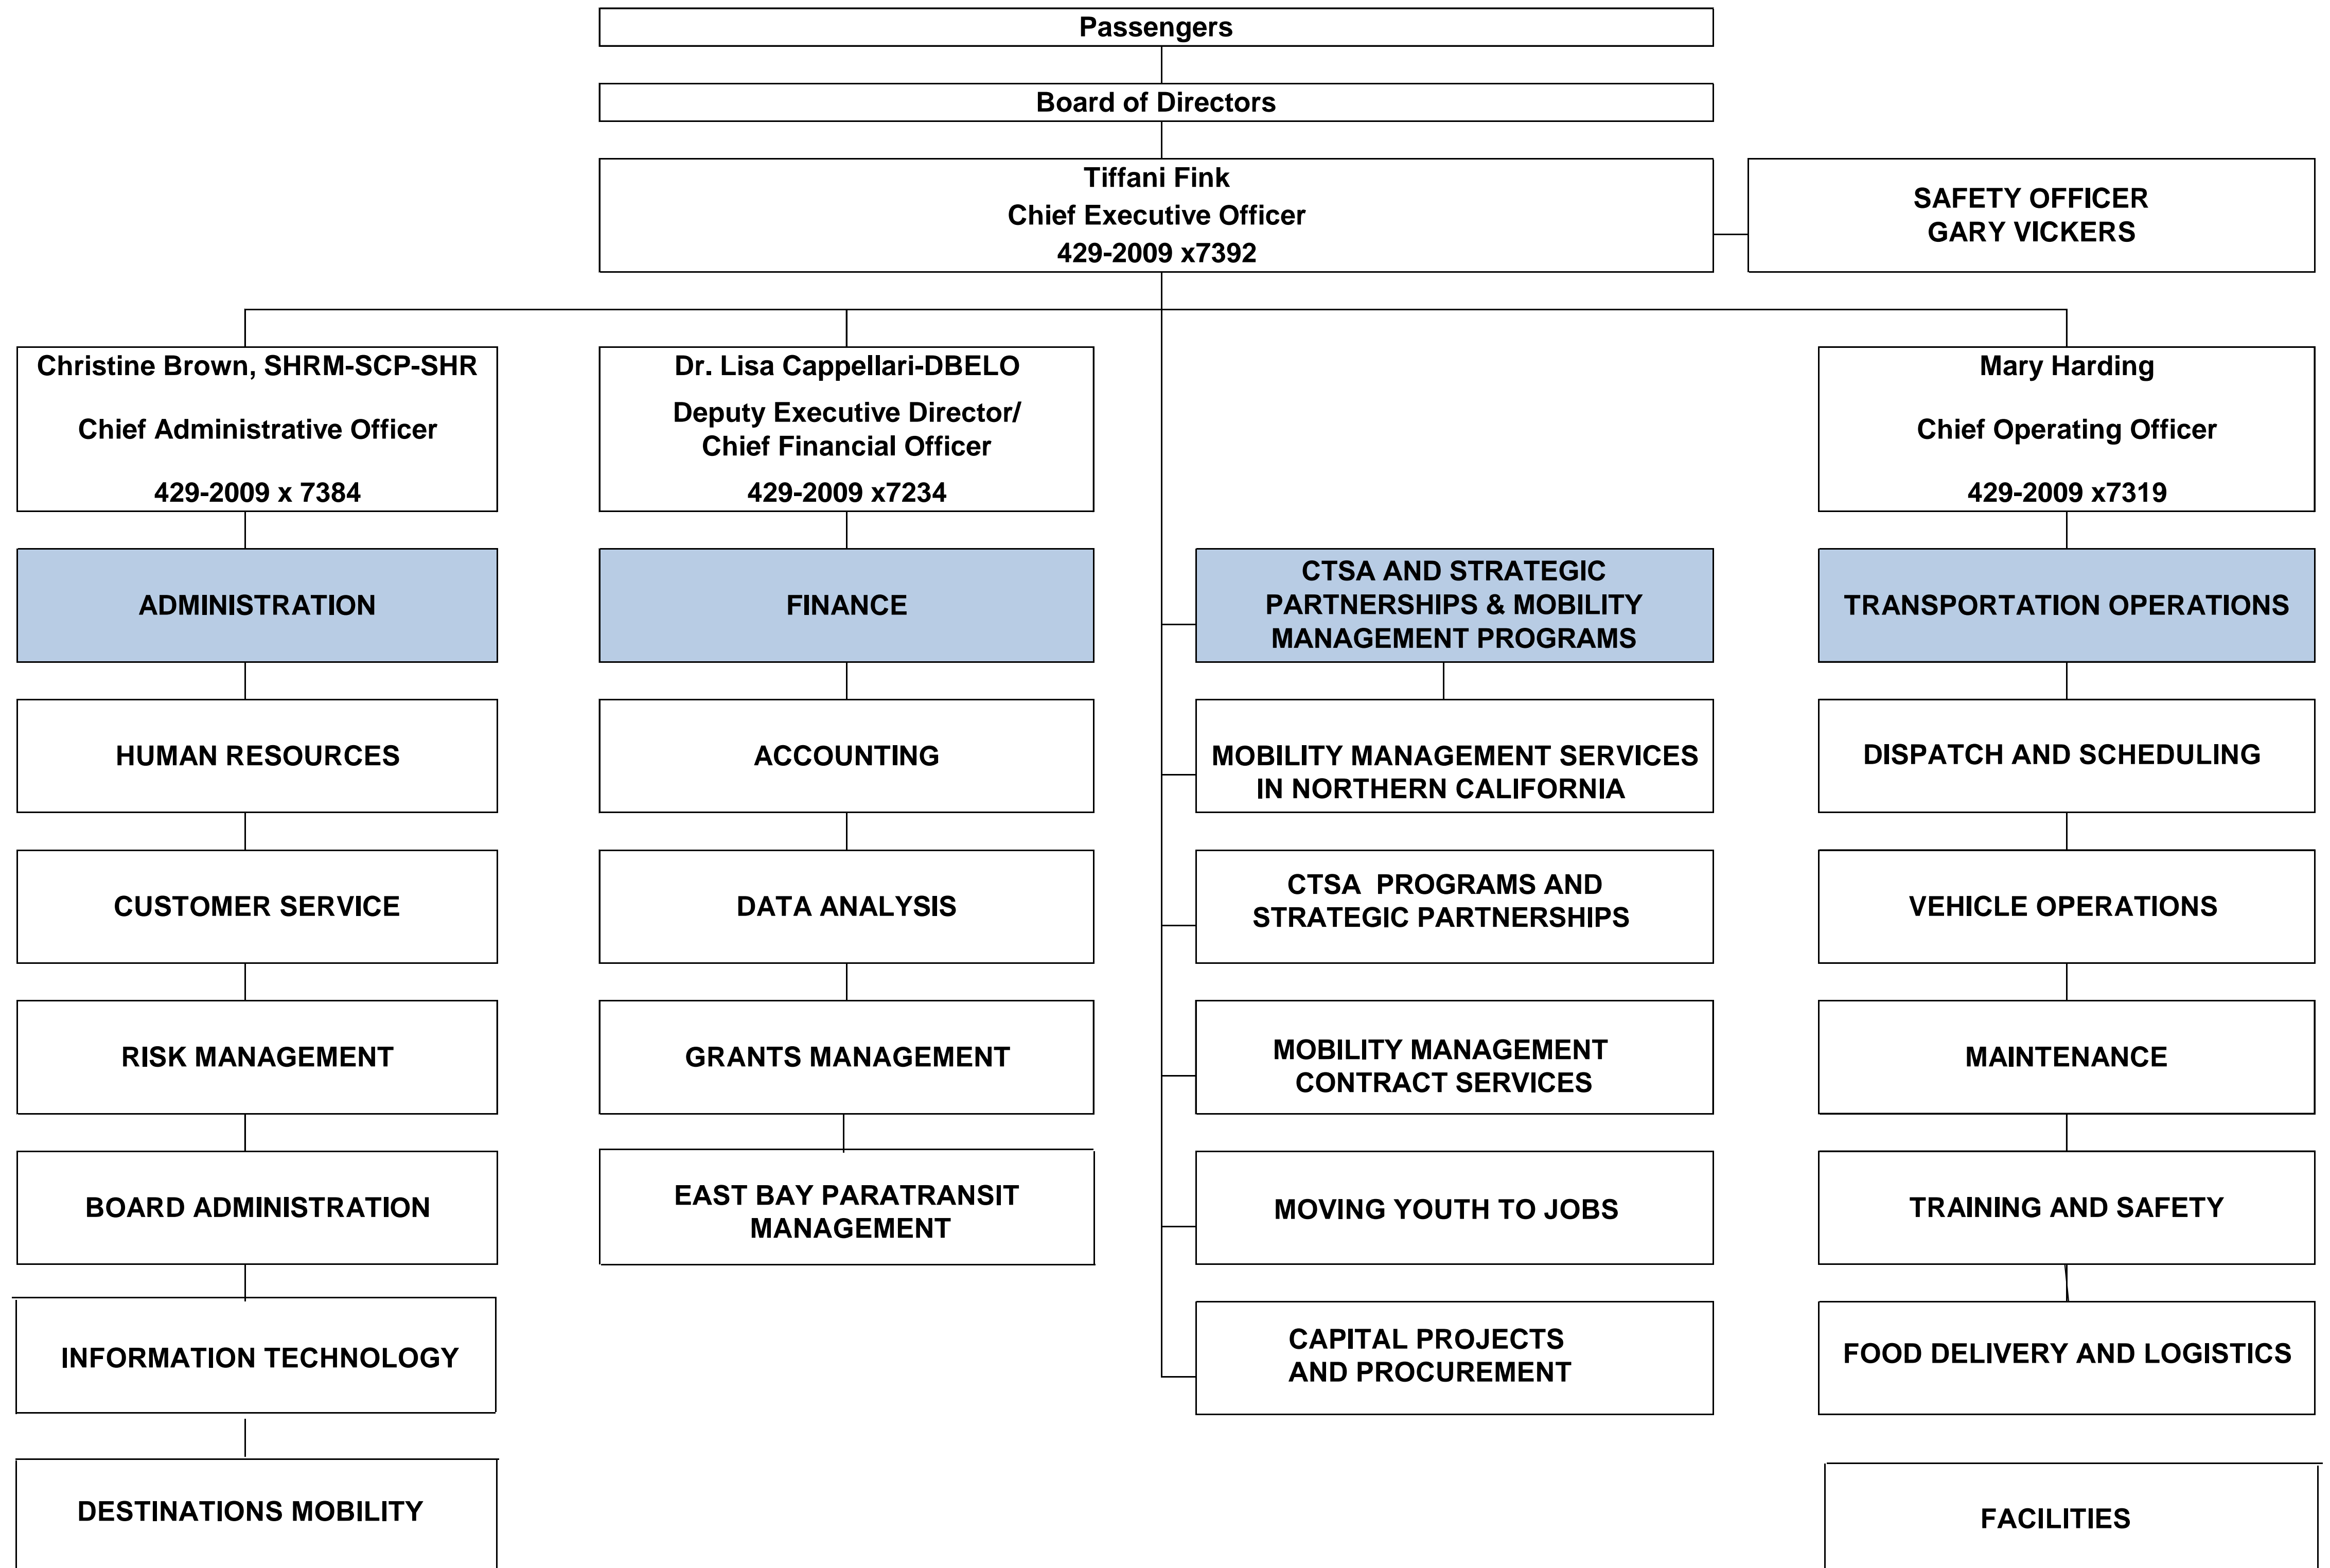 Passengers
Board of Directors
Tiffani Fink
Chief Executive Officer
429-2009 x7392
SAFETY OFFICER
GARY VICKERS
Christine Brown, SHRM-SCP-SHR
Chief Administrative Officer
429-2009 x 7384
Dr. Lisa Cappellari-DBELO
Deputy Executive Director/
Chief Financial Officer
429-2009 x7234
Mary Harding
Chief Operating Officer
429-2009 x7319
ADMINISTRATION
HUMAN RESOURCES
CUSTOMER SERVICE
RISK MANAGEMENT
BOARD ADMINISTRATION
INFORMATION TECHNOLOGY
DESTINATIONS MOBILITY
FINANCE
ACCOUNTING
DATA ANALYSIS
GRANTS MANAGEMENT
EAST BAY PARATRANSIT
MANAGEMENT
CTSA AND STRATEGIC
PARTNERSHIPS & MOBILITY
MANAGEMENT PROGRAMS
MOBILITY MANAGEMENT SERVICES
IN NORTHERN CALIFORNIA
CTSA PROGRAMS AND
STRATEGIC PARTNERSHIPS
MOBILITY MANAGEMENT
CONTRACT SERVICES
MOVING YOUTH TO JOBS
CAPITAL PROJECTS
AND PROCUREMENT
TRANSPORTATION OPERATIONS
DISPATCH AND SCHEDULING
VEHICLE OPERATIONS
MAINTENANCE
TRAINING AND SAFETY
FOOD DELIVERY AND LOGISTICS
FACILITIES